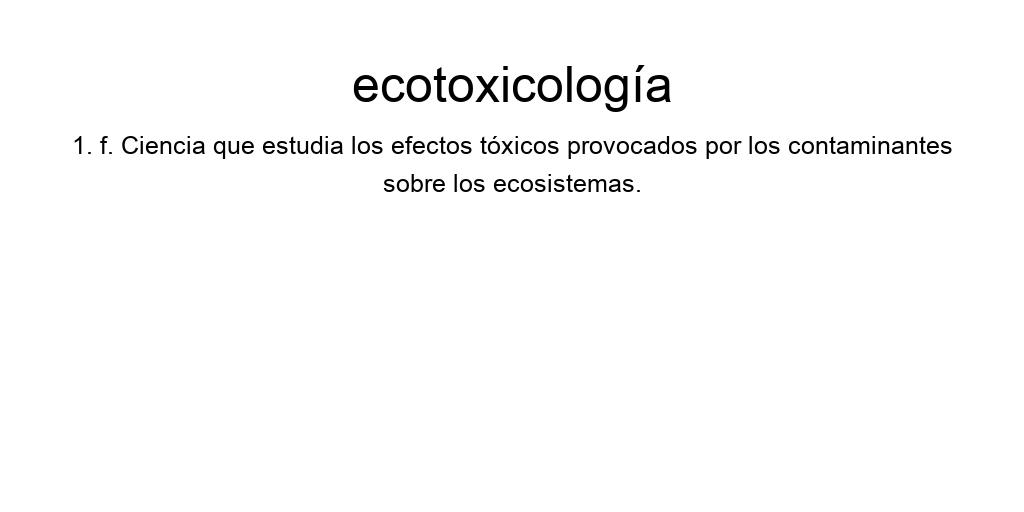 ecotoxicología
1. f. Ciencia que estudia los efectos tóxicos provocados por los contaminantes
sobre los ecosistemas.